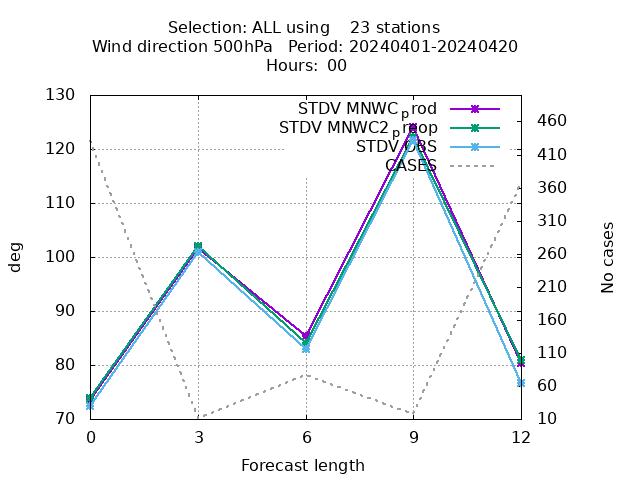 Selection: ALL using    23 stations
Wind direction 500hPa   Period: 20240401-20240420
Hours: 00
STDV MNWCprod
STDV MNWC2preop
STDV OBS
CASES
130
120
110
100
90
80
70
460
410
360
310
260
210
160
110
60
10
deg
No cases
0 3 6 9 12
Forecast length